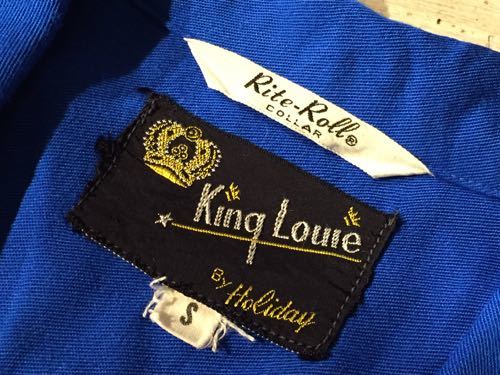 Rite-Roll®
COLLAR
King Louie
By Holiday
S